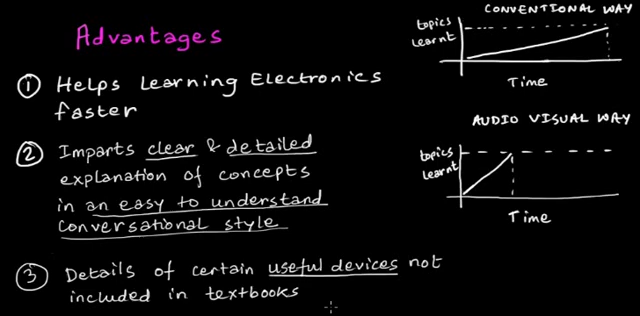 Advantages
① Helps Learning Electronics
faster
② Imparts clear & detailed
explanation of concepts
in an easy to understand
conversational style
③ Details of certain useful devices not
included in textbooks
CONVENTIONAL WAY
topics
learnt
Time
AUDIO VISUAL WAY
topics
learnt
Time